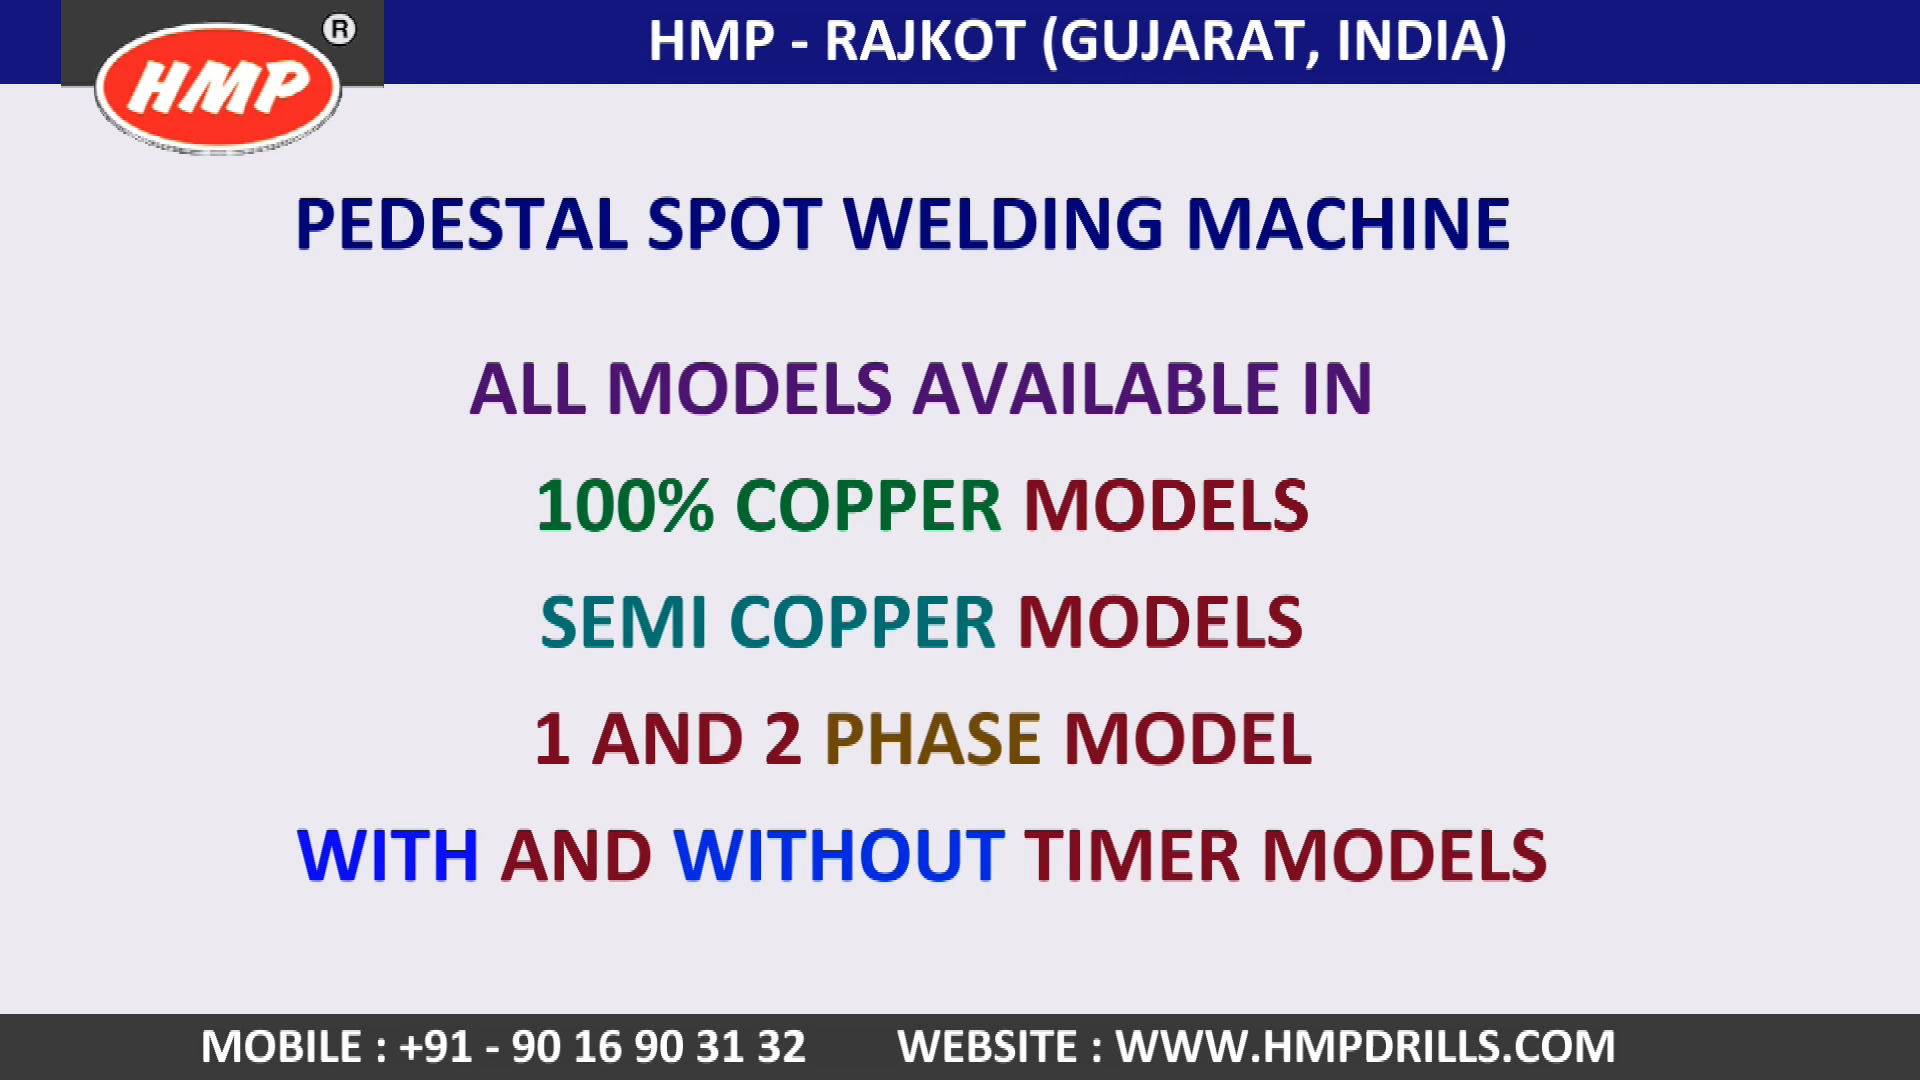 HMP ®
HMP - RAJKOT (GUJARAT, INDIA)
PEDESTAL SPOT WELDING MACHINE
ALL MODELS AVAILABLE IN
100% COPPER MODELS
SEMI COPPER MODELS
1 AND 2 PHASE MODEL
WITH AND WITHOUT TIMER MODELS
MOBILE : +91 - 90 16 90 31 32 WEBSITE : WWW.HMPDRILLS.COM